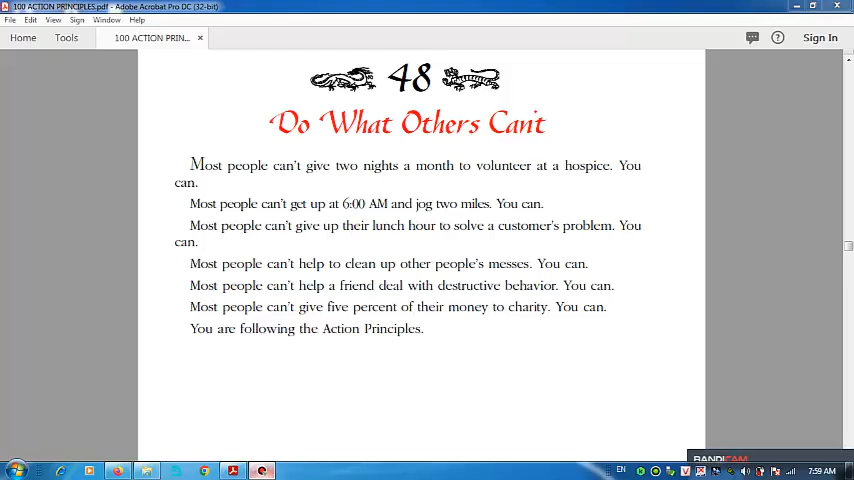 100 ACTION PRINCIPLES.pdf - Adobe Acrobat Pro DC (32-bit)
File Edit View Sign Window Help
Home Tools 100 ACTION PRIN... × Sign In
48
Do What Others Can't
Most people can't give two nights a month to volunteer at a hospice. You
can.
Most people can't get up at 6:00 AM and jog two miles. You can.
Most people can't give up their lunch hour to solve a customer's problem. You
can.
Most people can't help to clean up other people's messes. You can.
Most people can't help a friend deal with destructive behavior. You can.
Most people can't give five percent of their money to charity. You can.
You are following the Action Principles.
BANDICAM
EN 7:59 AM